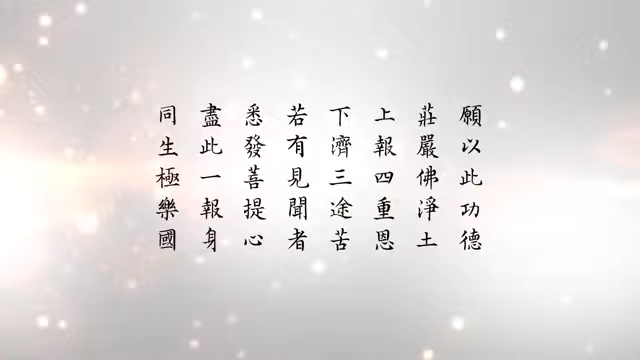 願以此功德
莊嚴佛淨土
上報四重恩
下濟三途苦
若有見聞者
悉發菩提心
盡此一報身
同生極樂國